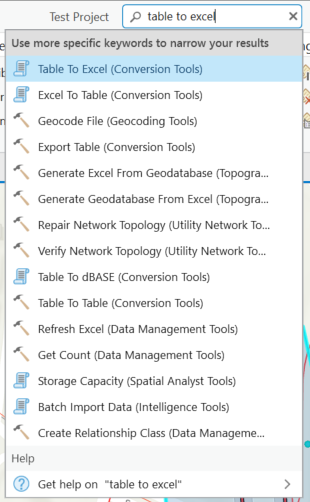 Test Project
table to excel
Use more specific keywords to narrow your results
Table To Excel (Conversion Tools)
Excel To Table (Conversion Tools)
Geocode File (Geocoding Tools)
Export Table (Conversion Tools)
Generate Excel From Geodatabase (Topogra...
Generate Geodatabase From Excel (Topogra...
Repair Network Topology (Utility Network To...
Verify Network Topology (Utility Network To...
Table To dBASE (Conversion Tools)
Table To Table (Conversion Tools)
Refresh Excel (Data Management Tools)
Get Count (Data Management Tools)
Storage Capacity (Spatial Analyst Tools)
Batch Import Data (Intelligence Tools)
Create Relationship Class (Data Manageme...
Help
Get help on "table to excel"